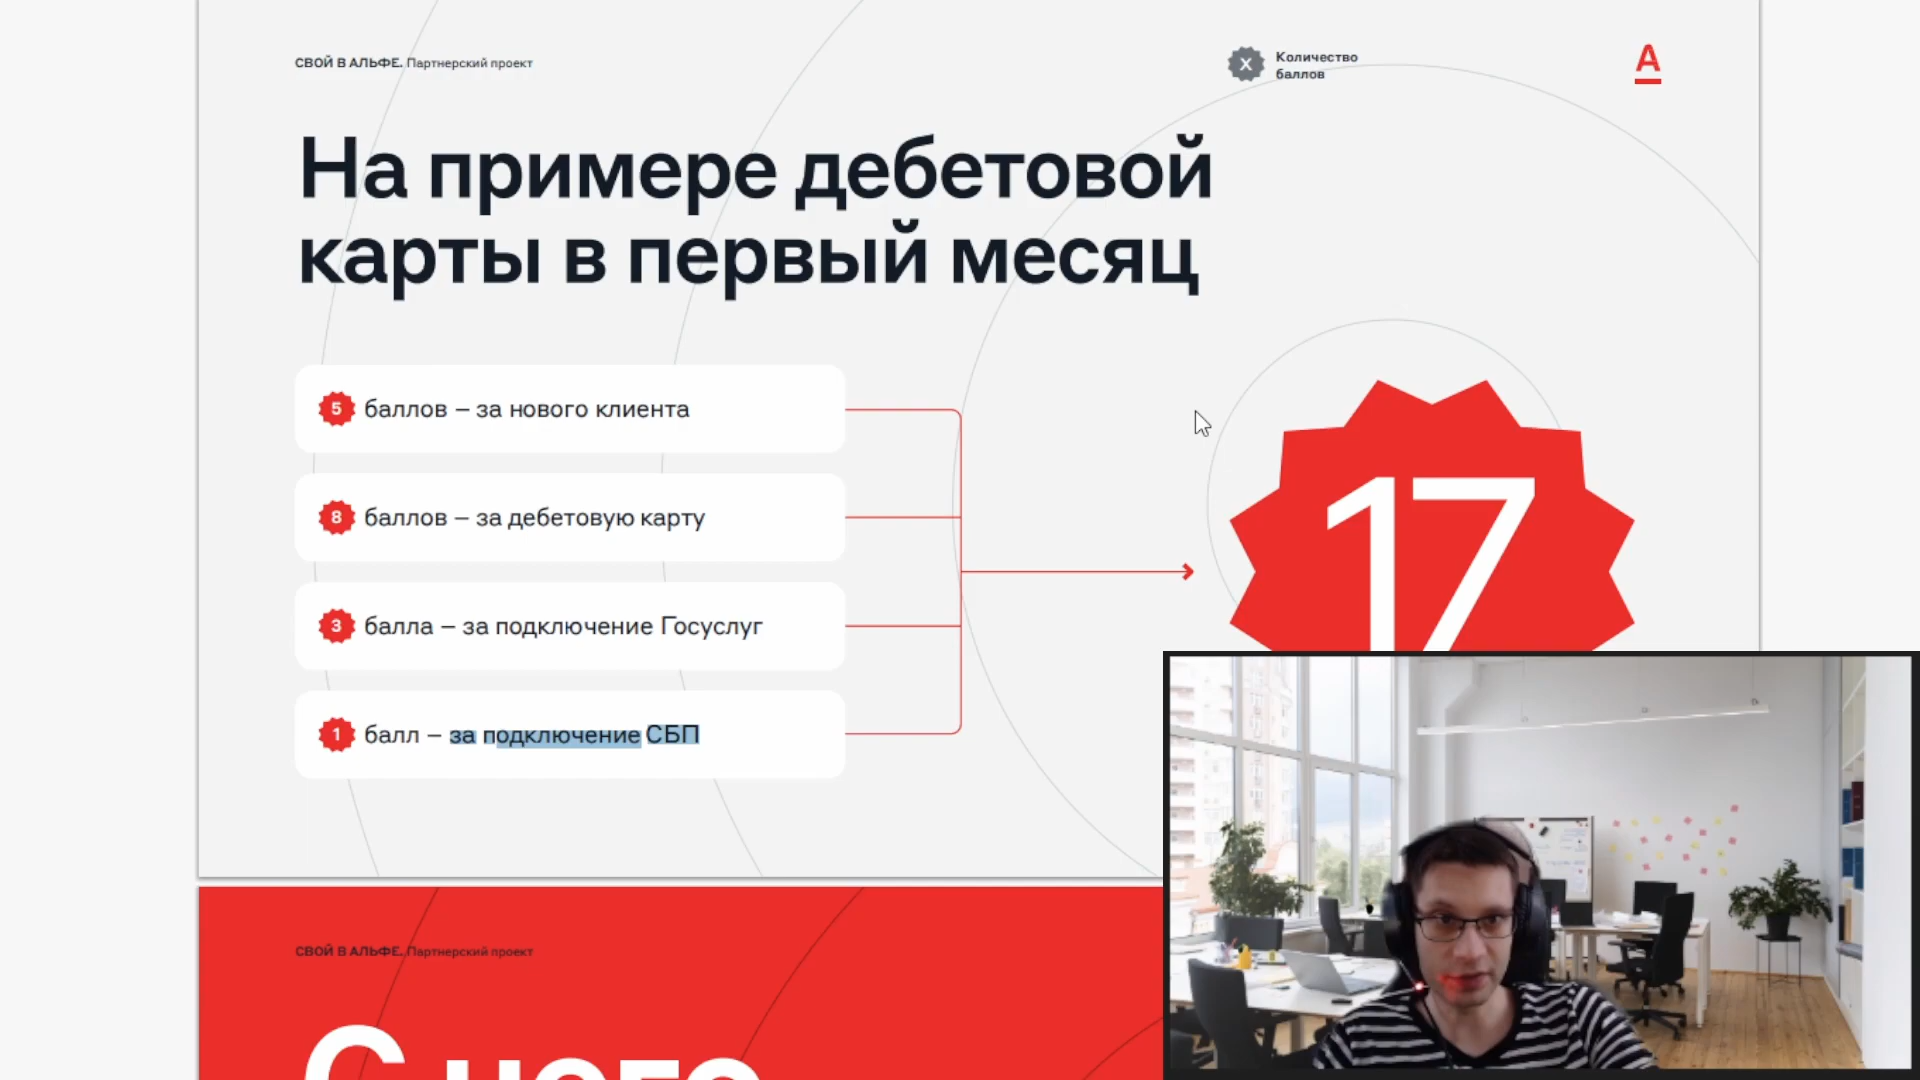 СВОЙ В АЛЬФЕ. Партнерский проект
X
Количество
баллов
А
На примере дебетовой
карты в первый месяц
5 баллов – за нового клиента
8 баллов – за дебетовую карту
3 балла – за подключение Госуслуг
1 балл – за подключение СБП
17
СВОЙ В АЛЬФЕ. Партнерский проект